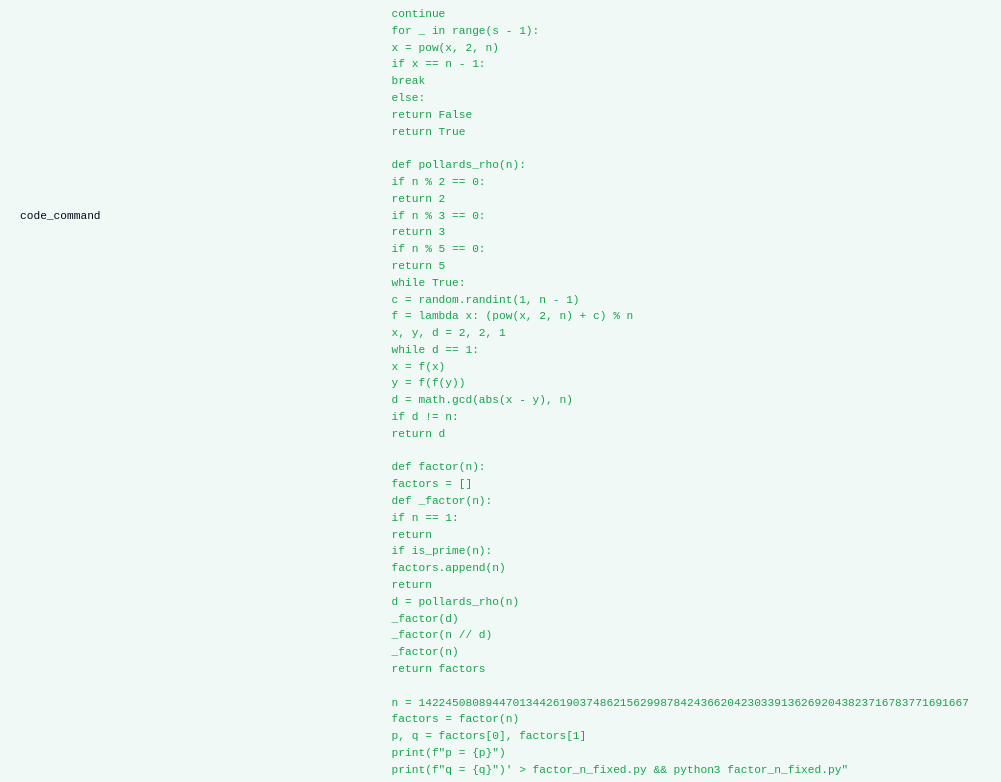 continue
for _ in range(s - 1):
x = pow(x, 2, n)
if x == n - 1:
break
else:
return False
return True
def pollards_rho(n):
if n % 2 == 0:
return 2
code_command
if n % 3 == 0:
return 3
if n % 5 == 0:
return 5
while True:
c = random.randint(1, n - 1)
f = lambda x: (pow(x, 2, n) + c) % n
x, y, d = 2, 2, 1
while d == 1:
x = f(x)
y = f(f(y))
d = math.gcd(abs(x - y), n)
if d != n:
return d
def factor(n):
factors = []
def _factor(n):
if n == 1:
return
if is_prime(n):
factors.append(n)
return
d = pollards_rho(n)
_factor(d)
_factor(n // d)
_factor(n)
return factors
n = 1422450808944701344261903748621562998784243662042303391362692043823716783771691667
factors = factor(n)
p, q = factors[0], factors[1]
print(f"p = {p}")
print(f"q = {q}")' > factor_n_fixed.py && python3 factor_n_fixed.py"